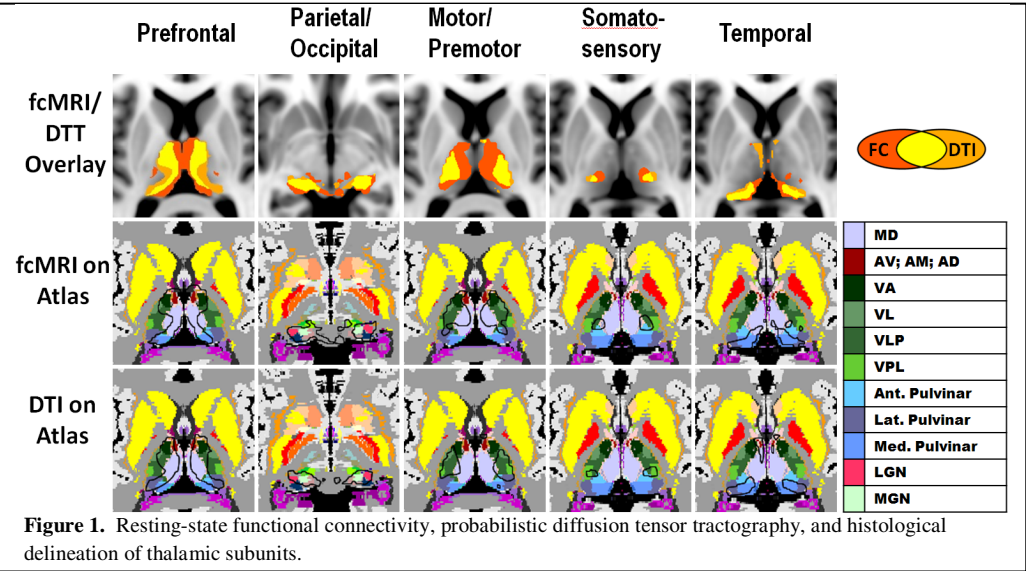 Prefrontal
Parietal/
Occipital
Motor/
Premotor
Somato-
sensory
Temporal
fcMRI/
DTT
Overlay
FC
DTI
fcMRI on
Atlas
DTI on
Atlas
MD
AV; AM; AD
VA
VL
VLP
VPL
Ant. Pulvinar
Lat. Pulvinar
Med. Pulvinar
LGN
MGN
Figure 1. Resting-state functional connectivity, probabilistic diffusion tensor tractography, and histological
delineation of thalamic subunits.